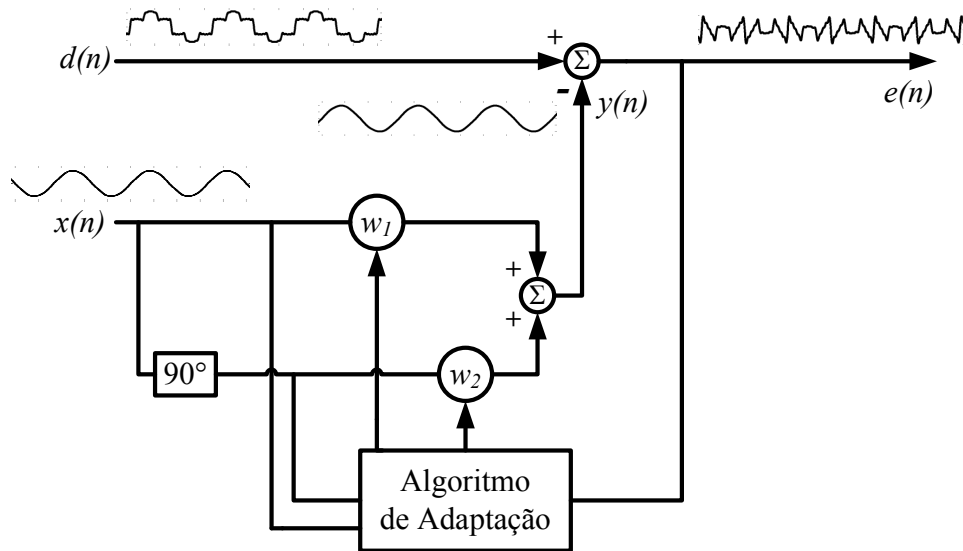 +
d(n)
Σ
-
y(n)
e(n)
x(n)
w1
+
Σ
+
90°
w2
Algoritmo
de Adaptação